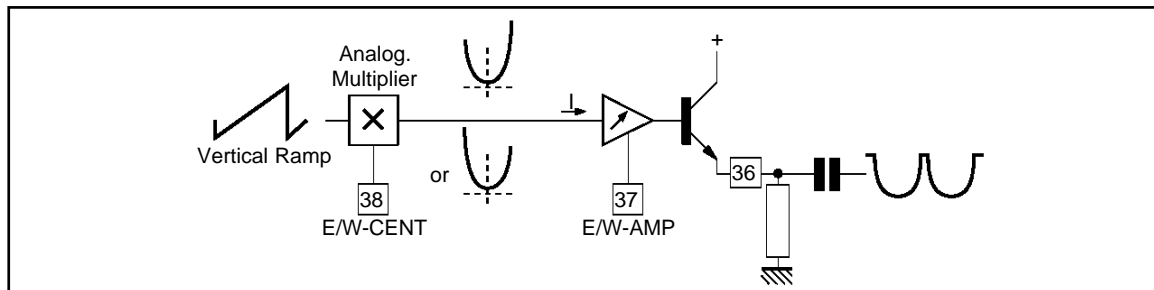 Analog.
Multiplier
+
I
Vertical Ramp
or
36
38
37
E/W-CENT
E/W-AMP